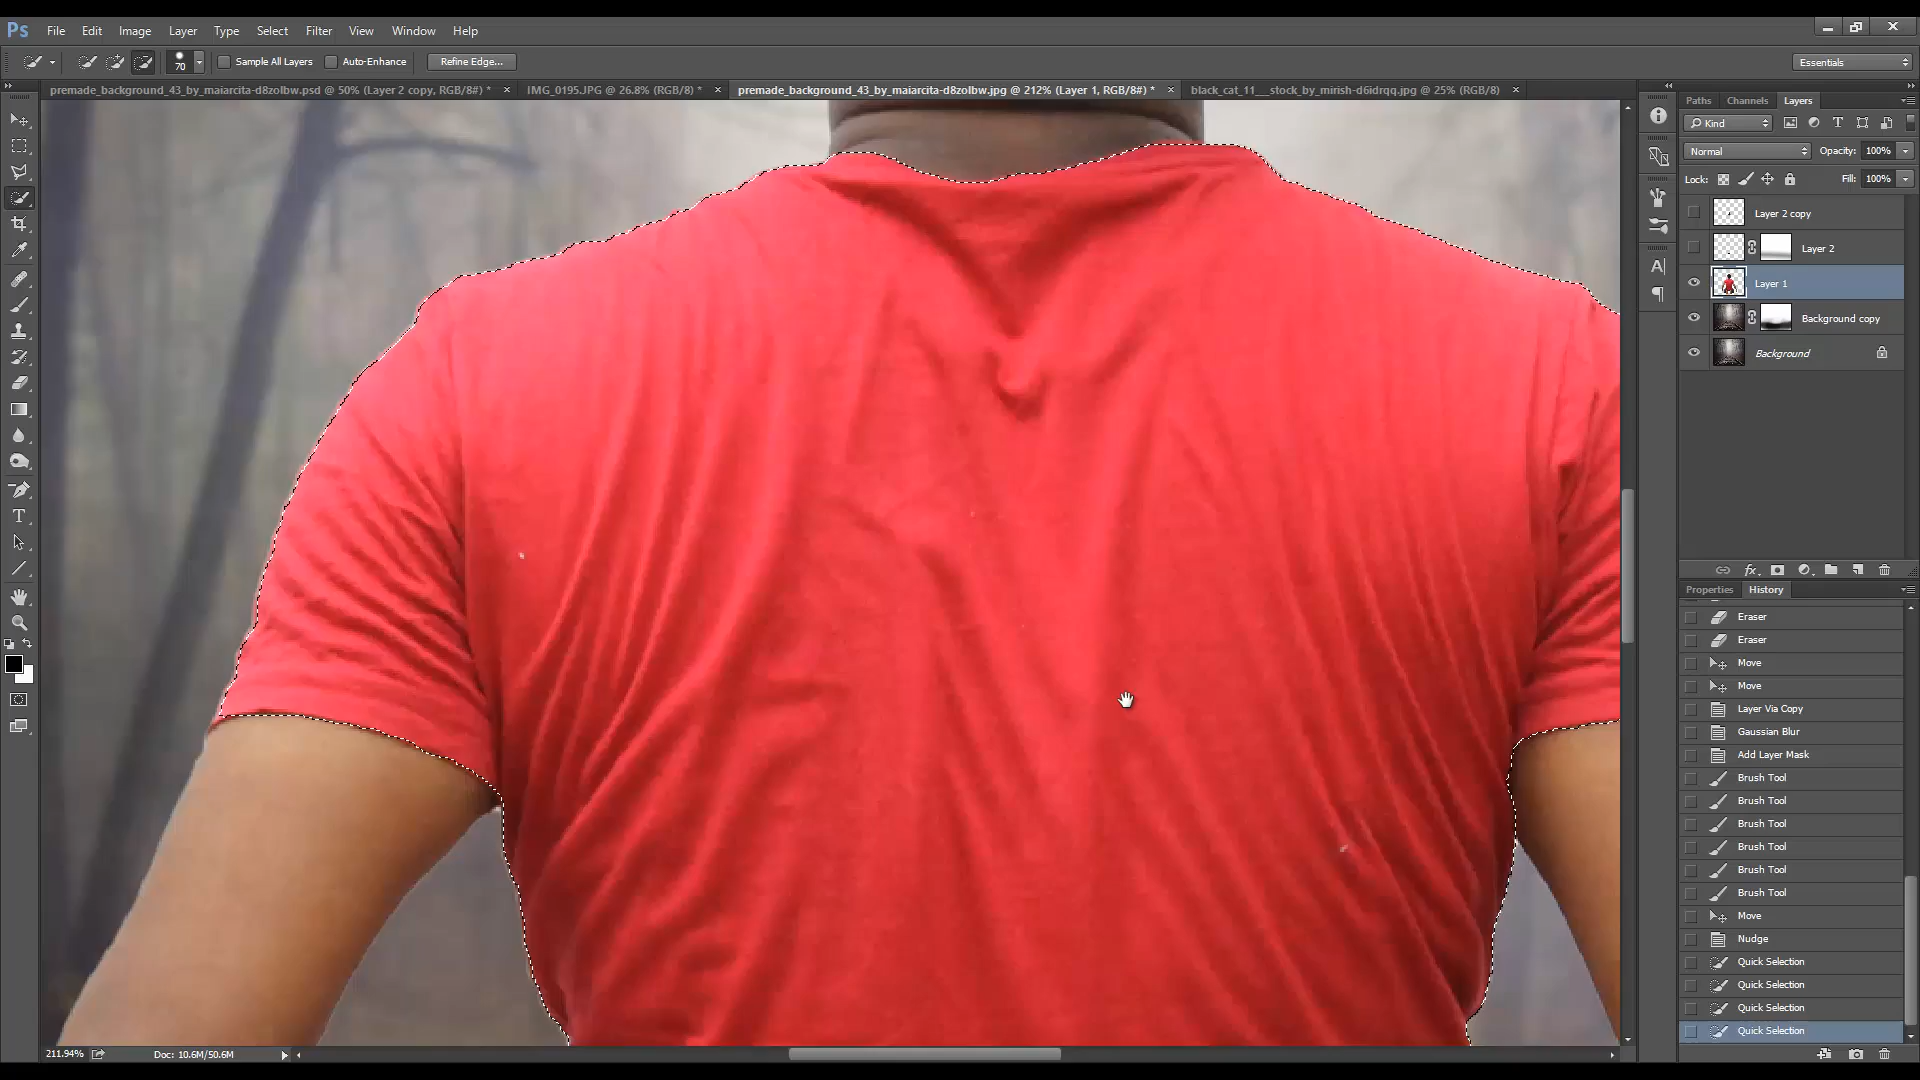 Ps File Edit Image Layer Type Select Filter View Window Help
70 Sample All Layers Auto-Enhance Refine Edge... Essentials
premade_background_43_by_maiarcita-d8zolbw.psd @ 50% (Layer 2 copy, RGB/8#) * IMG_0195.JPG @ 26.8% (RGB/8) * premade_background_43_by_maiarcita-d8zolbw.jpg @ 212% (Layer 1, RGB/8#) * black_cat_11__stock_by_mirish-d6idrqq.jpg @ 25% (RGB/8)
Paths Channels Layers
Kind
Normal Opacity: 100%
Lock: Fill: 100%
Layer 2 copy
Layer 2
Layer 1
Background copy
Background
Properties History
Eraser
Eraser
Move
Move
Layer Via Copy
Gaussian Blur
Add Layer Mask
Brush Tool
Brush Tool
Brush Tool
Brush Tool
Brush Tool
Brush Tool
Move
Nudge
Quick Selection
Quick Selection
Quick Selection
Quick Selection
211.94% Doc: 10.6M/50.6M